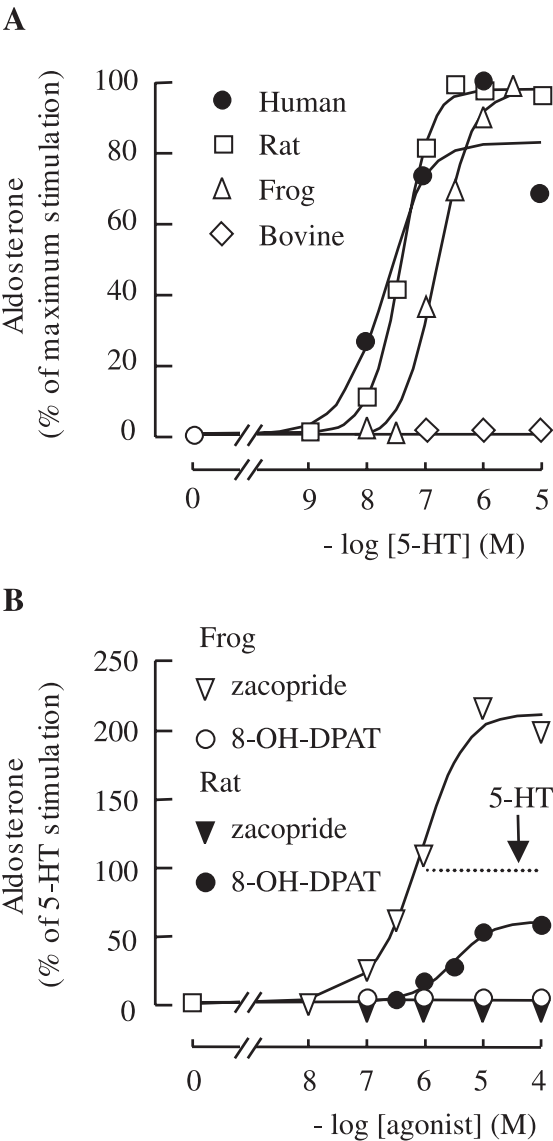 A
Aldosterone
(% of maximum stimulation)
100
80
60
40
20
0
Human
Rat
Frog
Bovine
0 9 8 7 6 5
- log [5-HT] (M)
B
Aldosterone
(% of 5-HT stimulation)
250
200
150
100
50
0
Frog
zacopride
8-OH-DPAT
Rat
zacopride
8-OH-DPAT
5-HT
0 8 7 6 5 4
- log [agonist] (M)